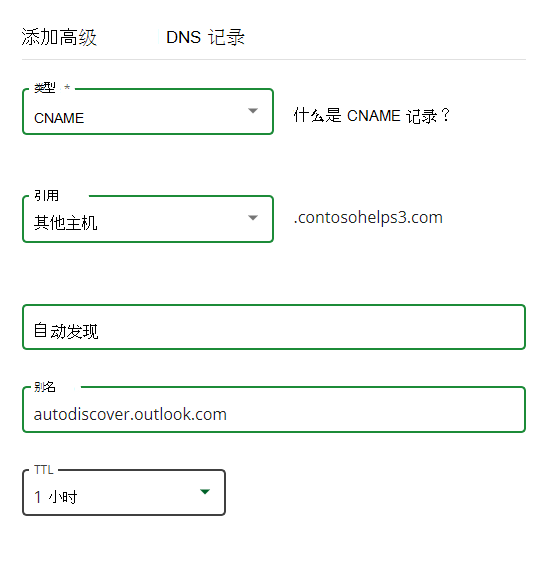 添加高级 DNS 记录
类型 *
CNAME
什么是 CNAME 记录？
引用
其他主机
.contosohelps3.com
自动发现
别名
autodiscover.outlook.com
TTL
1 小时